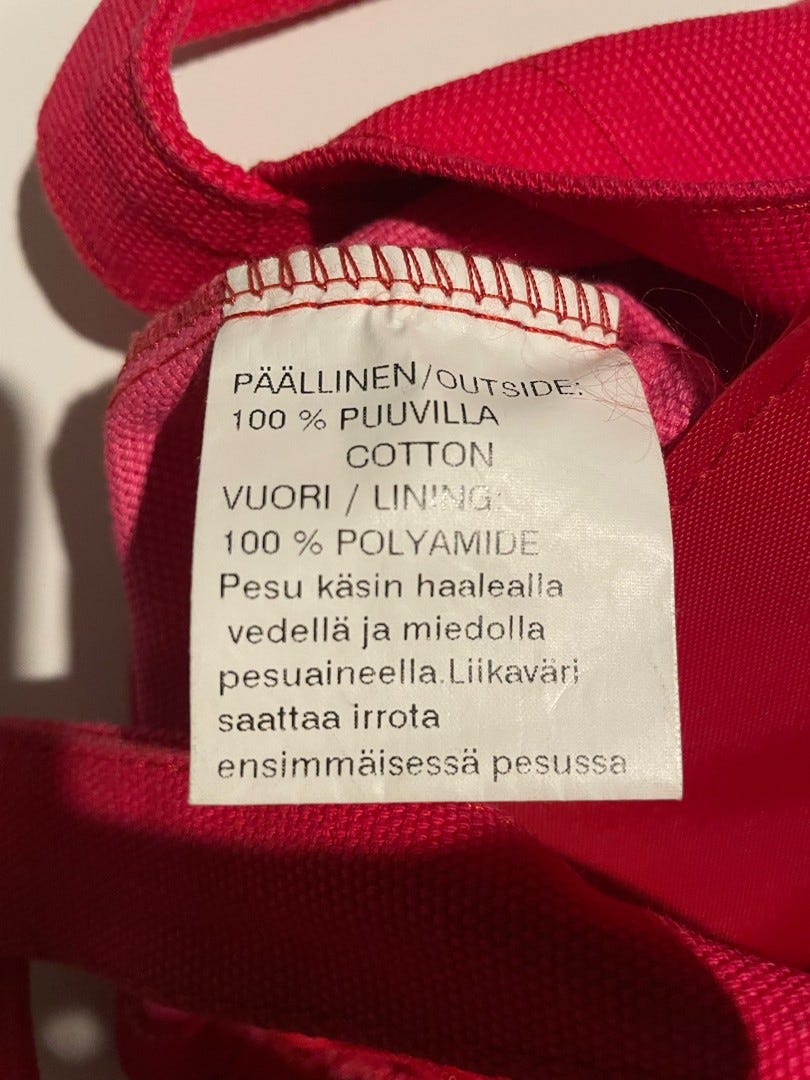 PÄÄLLINEN/OUTSIDE:
100 % PUUVILLA
COTTON
VUORI / LINING:
100 % POLYAMIDE
Pesu käsin haalealla
vedellä ja miedolla
pesuaineella.Liikaväri
saattaa irrota
ensimmäisessä pesussa